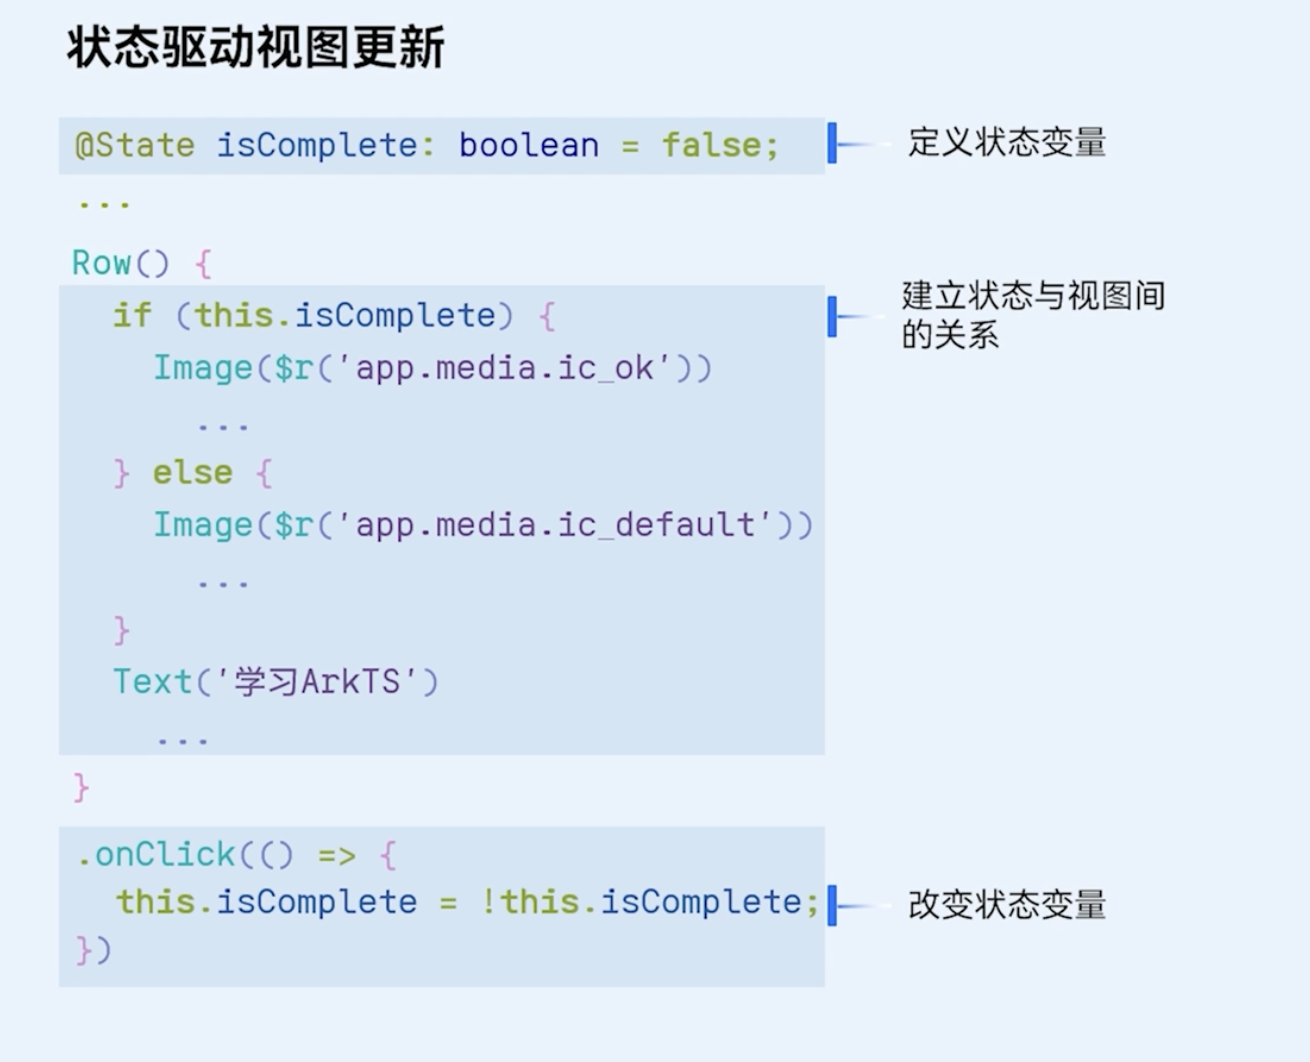 状态驱动视图更新
@State isComplete: boolean = false;
定义状态变量
...
Row() {
if (this.isComplete) {
建立状态与视图间
的关系
Image($r('app.media.ic_ok'))
...
} else {
Image($r('app.media.ic_default'))
...
}
Text('学习ArkTS')
...
}
.onClick(() => {
this.isComplete = !this.isComplete;
改变状态变量
})